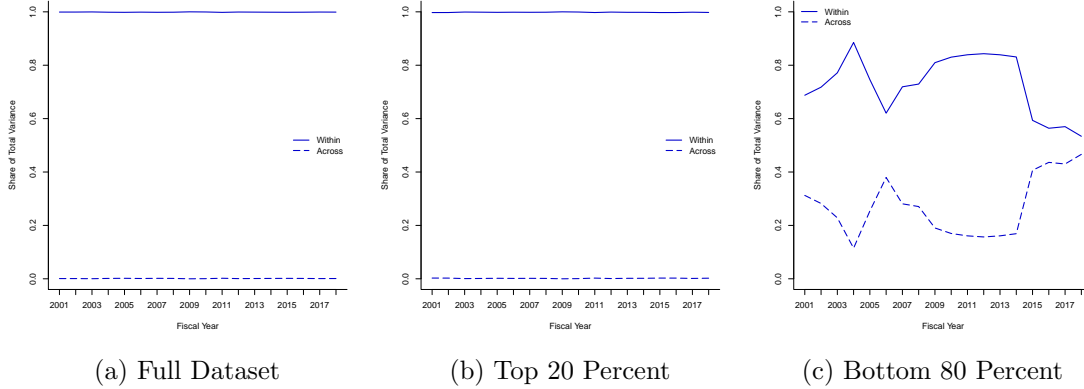 Share of Total Variance
1.0
0.8
0.6
0.4
0.2
0.0
Within
Across
2001 2003 2005 2007 2009 2011 2013 2015 2017
Fiscal Year
(a) Full Dataset
Share of Total Variance
1.0
0.8
0.6
0.4
0.2
0.0
Within
Across
2001 2003 2005 2007 2009 2011 2013 2015 2017
Fiscal Year
(b) Top 20 Percent
Share of Total Variance
1.0
0.8
0.6
0.4
0.2
0.0
Within
Across
2001 2003 2005 2007 2009 2011 2013 2015 2017
Fiscal Year
(c) Bottom 80 Percent